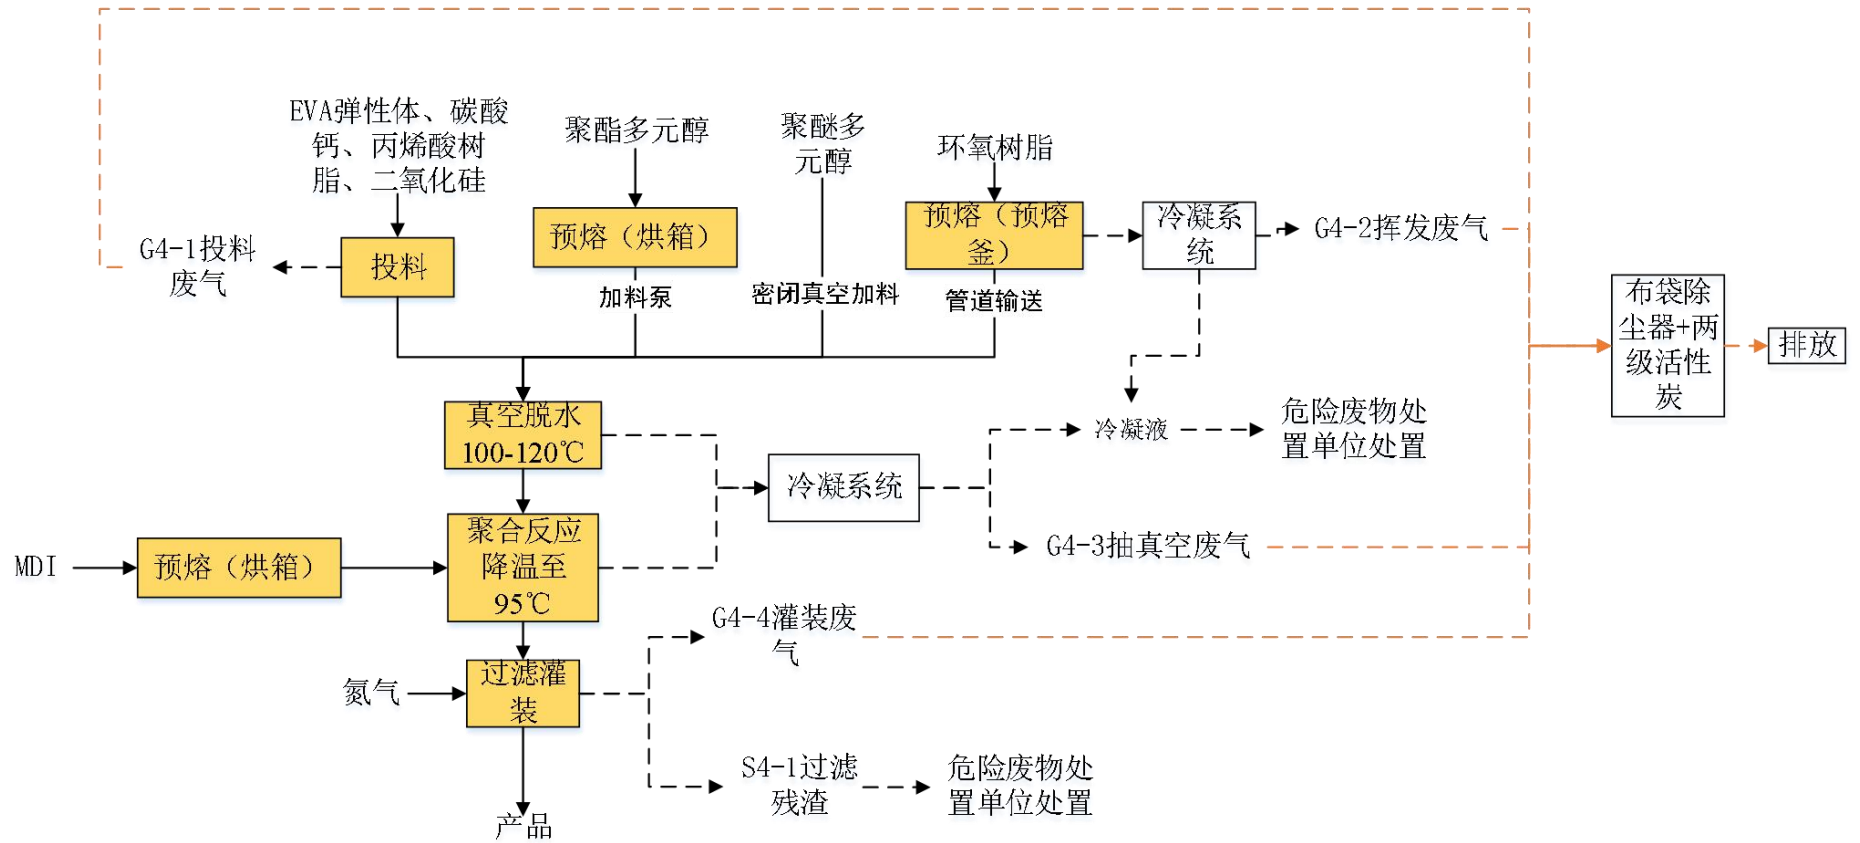 EVA弹性体、碳酸
钙、丙烯酸树
脂、二氧化硅
聚酯多元醇
聚醚多
元醇
环氧树脂
G4-1投料
废气
投料
预熔（烘箱）
加料泵
密闭真空加料
预熔（预熔
釜）
管道输送
冷凝系
统
G4-2挥发废气
布袋除
尘器+两
级活性
炭
排放
真空脱水
100-120℃
冷凝系统
冷凝液
危险废物处
置单位处置
MDI
预熔（烘箱）
聚合反应
降温至
95℃
G4-3抽真空废气
氮气
过滤灌
装
G4-4灌装废
气
S4-1过滤
残渣
危险废物处
置单位处置
产品